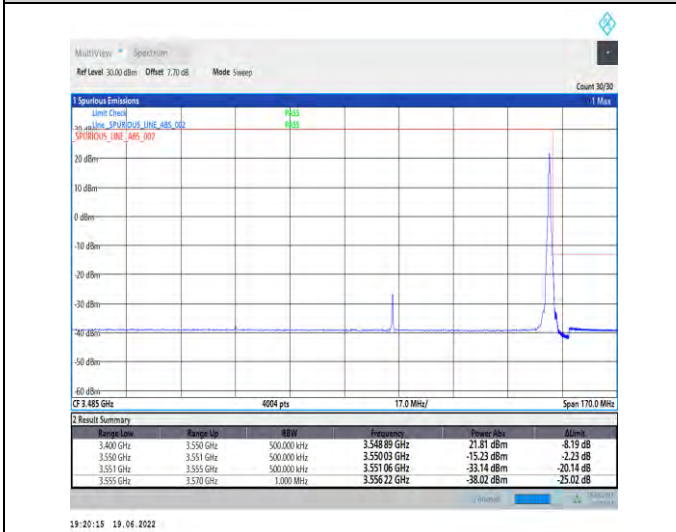 MultiView Spectrum
Ref Level 30.00 dBm Offset 7.70 dB Mode Sweep
Count 30/30
1 Spurious Emissions 1 Max
Limit Check PASS
Line _SPURIOUS_LINE_ABS_002 PASS
_SPURIOUS_LINE_ABS_002
20 dBm
10 dBm
0 dBm
-10 dBm
-20 dBm
-30 dBm
-40 dBm
-50 dBm
-60 dBm
CF 3.485 GHz 4004 pts 17.0 MHz/ Span 170.0 MHz
2 Result Summary
Range Low Range Up RBW Frequency Power Abs ΔLimit
3.400 GHz 3.550 GHz 500.000 kHz 3.548 89 GHz 21.81 dBm -8.19 dB
3.550 GHz 3.551 GHz 500.000 kHz 3.55003 GHz -15.23 dBm -2.23 dB
3.551 GHz 3.555 GHz 500.000 kHz 3.551 06 GHz -33.14 dBm -20.14 dB
3.555 GHz 3.570 GHz 1.000 MHz 3.556 22 GHz -38.02 dBm -25.02 dB
19:20:15 19.06.2022